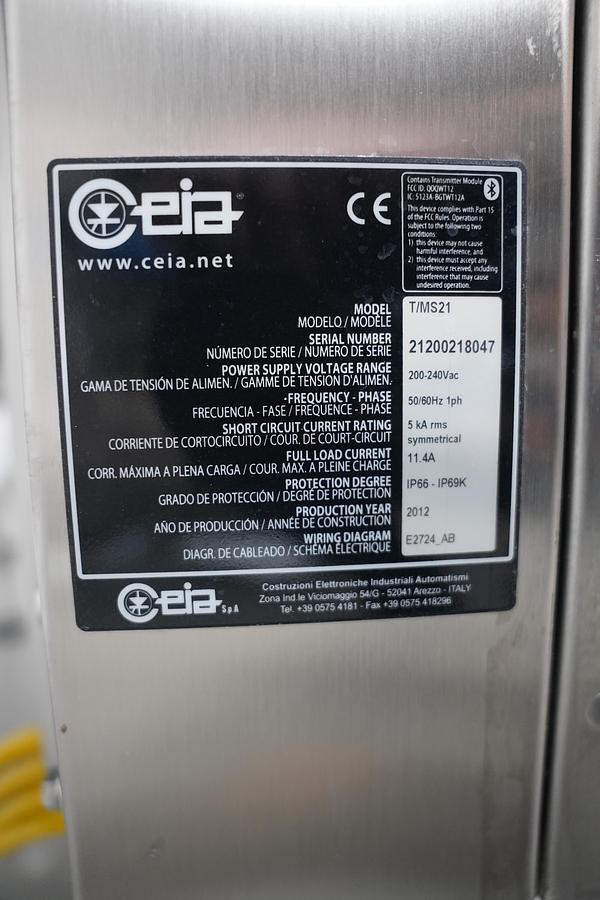 Ceia
www.ceia.net
CE
Contains Transmitter Module
FCC ID: QOQWT12
IC: 5123A-BGTWT12A
This device complies with Part 15
of the FCC Rules. Operation is
subject to the following two
conditions:
1) this device may not cause
harmful interference, and
2) this device must accept any
interference received, including
interference that may cause
undesired operation.
MODEL T/MS21
MODELO / MODÈLE
SERIAL NUMBER 21200218047
NÚMERO DE SERIE / NUMERO DE SERIE
POWER SUPPLY VOLTAGE RANGE 200-240Vac
GAMA DE TENSIÓN DE ALIMEN. / GAMME DE TENSION D'ALIMEN.
FREQUENCY - PHASE 50/60Hz 1ph
FRECUENCIA - FASE / FREQUENCE - PHASE
SHORT CIRCUIT CURRENT RATING 5 kA rms
CORRIENTE DE CORTOCIRCUITO / COUR. DE COURT-CIRCUIT symmetrical
FULL LOAD CURRENT 11.4A
CORR. MÁXIMA A PLENA CARGA / COUR. MAX. A PLEINE CHARGE
PROTECTION DEGREE IP66 - IP69K
GRADO DE PROTECCIÓN / DEGRÉ DE PROTECTION
PRODUCTION YEAR 2012
AÑO DE PRODUCCIÓN / ANNÉE DE CONSTRUCTION
WIRING DIAGRAM E2724_AB
DIAGR. DE CABLEADO / SCHÉMA ÉLECTRIQUE
Ceia SpA
Costruzioni Elettroniche Industriali Automatismi
Zona Ind.le Viciomaggio 54/G - 52041 Arezzo - ITALY
Tel. +39 0575 4181 - Fax +39 0575 418296